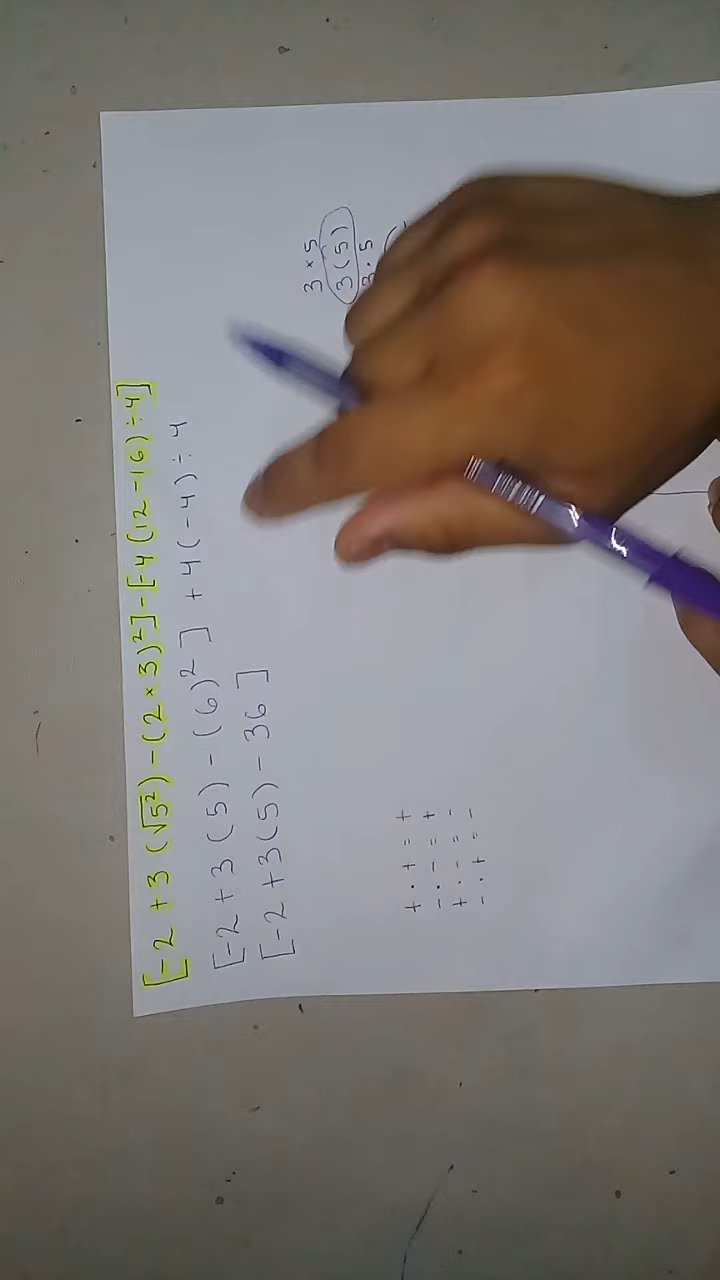 [-2 + 3 (√5²) - (2 × 3)²] - [-4 (12 - 16) ÷ 4]
[-2 + 3 (5) - (6)²] + 4 (-4) ÷ 4
[-2 + 3 (5) - 36]
3 × 5
3 (5)
3 · 5
+ · + = +
- · - = +
+ · - = -
- · + = -